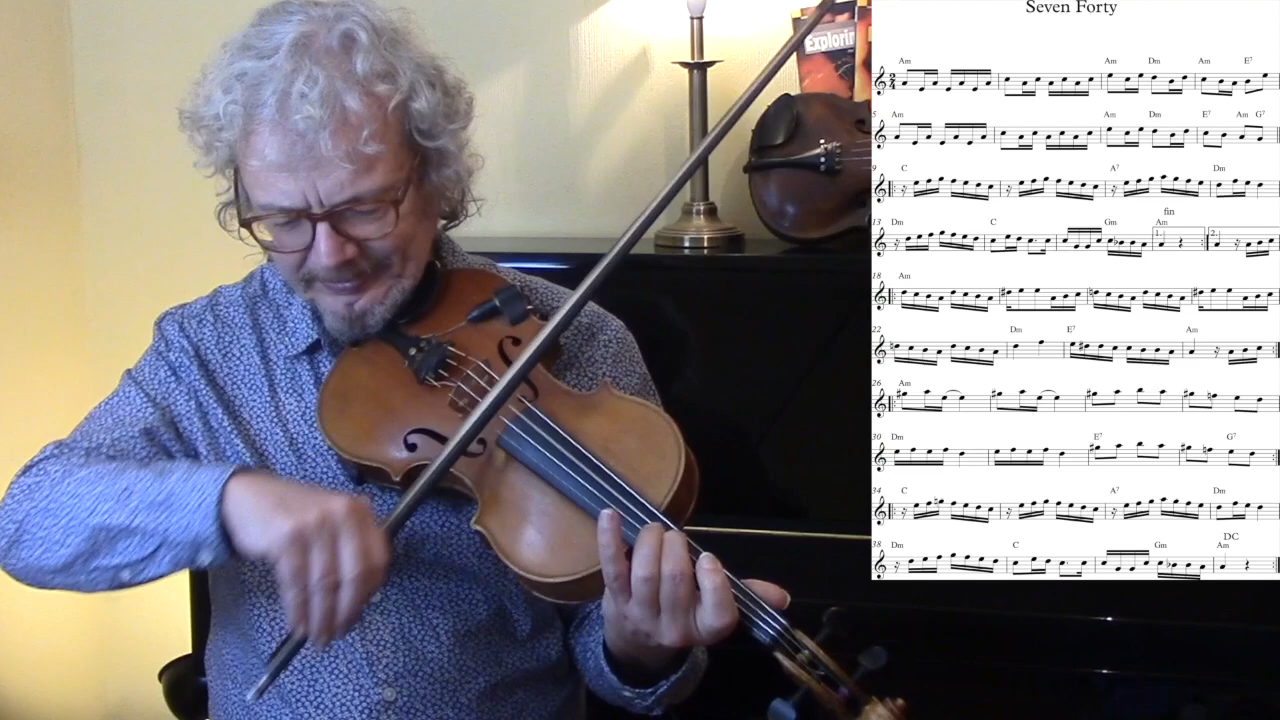 Seven Forty
Explorin
Am Am Dm Am E7
5 Am Am Dm E7 Am G7
9 C A7 Dm
fin
13 Dm C Gm Am
1. 2.
18 Am
22 Dm E7 Am
26 Am
30 Dm E7 G7
34 C A7 Dm
DC
38 Dm C Gm Am